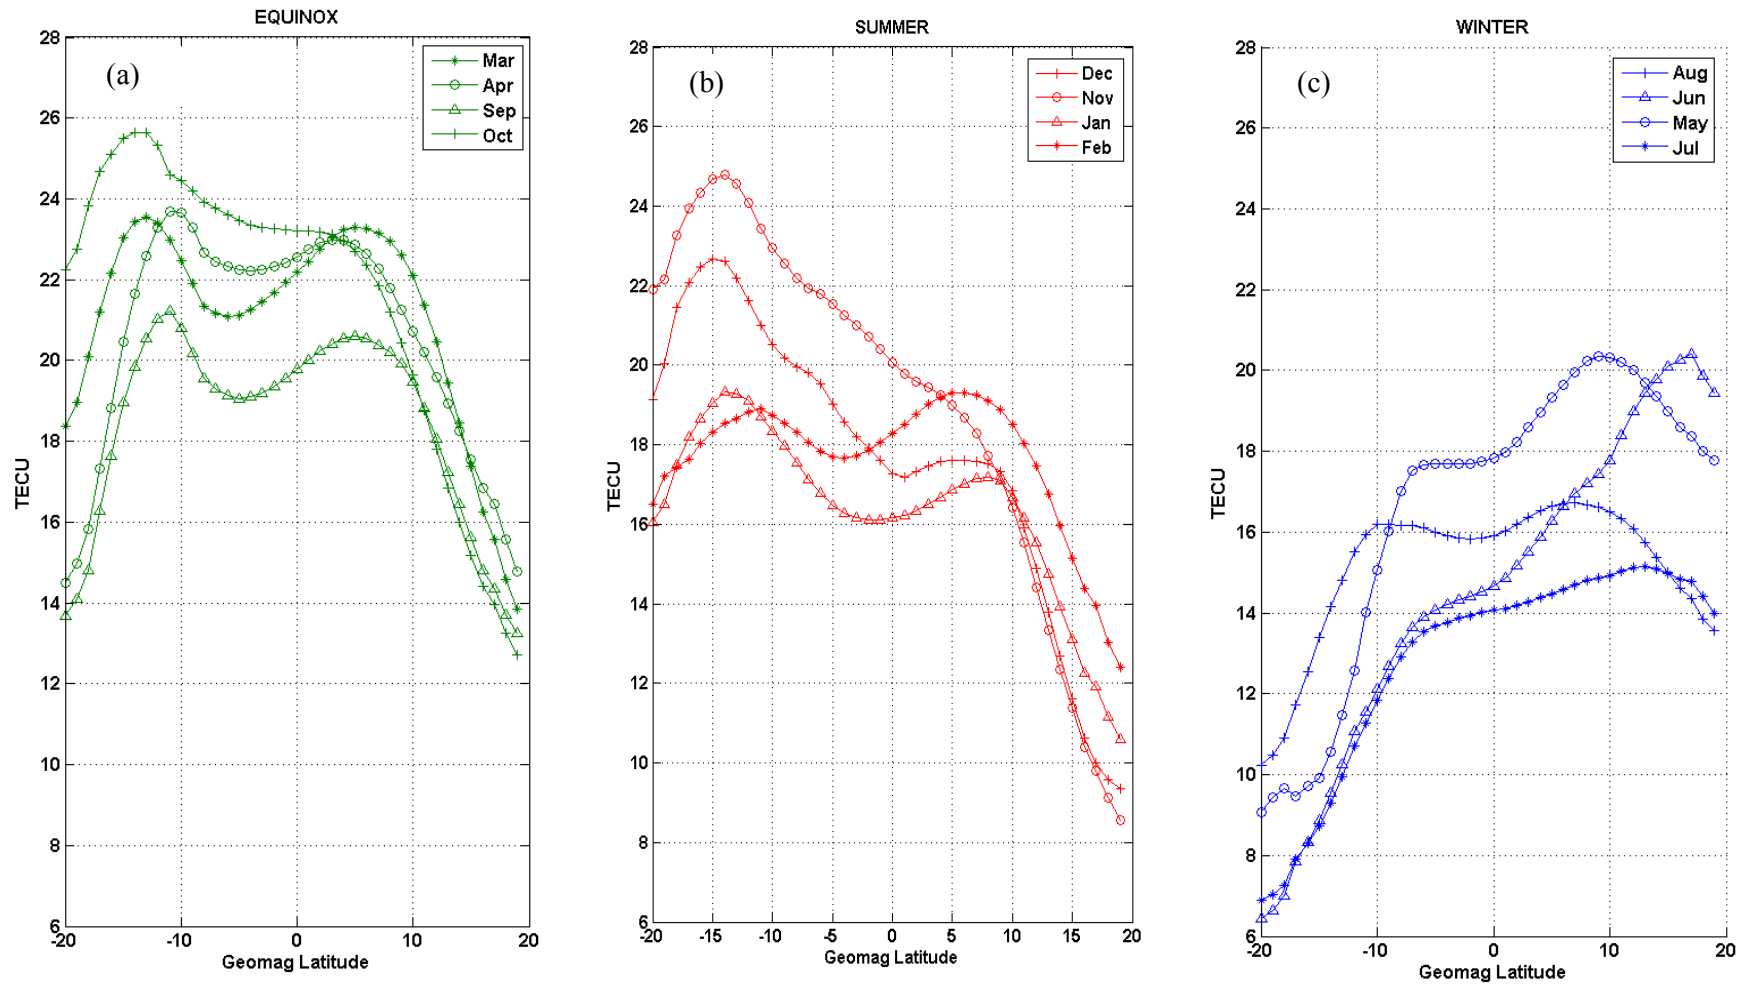 EQUINOX
(a)
Mar
Apr
Sep
Oct
28
26
24
22
20
18
16
14
12
10
8
6
TECU
-20 -10 0 10 20
Geomag Latitude
SUMMER
(b)
Dec
Nov
Jan
Feb
28
26
24
22
20
18
16
14
12
10
8
6
TECU
-20 -15 -10 -5 0 5 10 15 20
Geomag Latitude
WINTER
(c)
Aug
Jun
May
Jul
28
26
24
22
20
18
16
14
12
10
8
6
TECU
-20 -10 0 10 20
Geomag Latitude